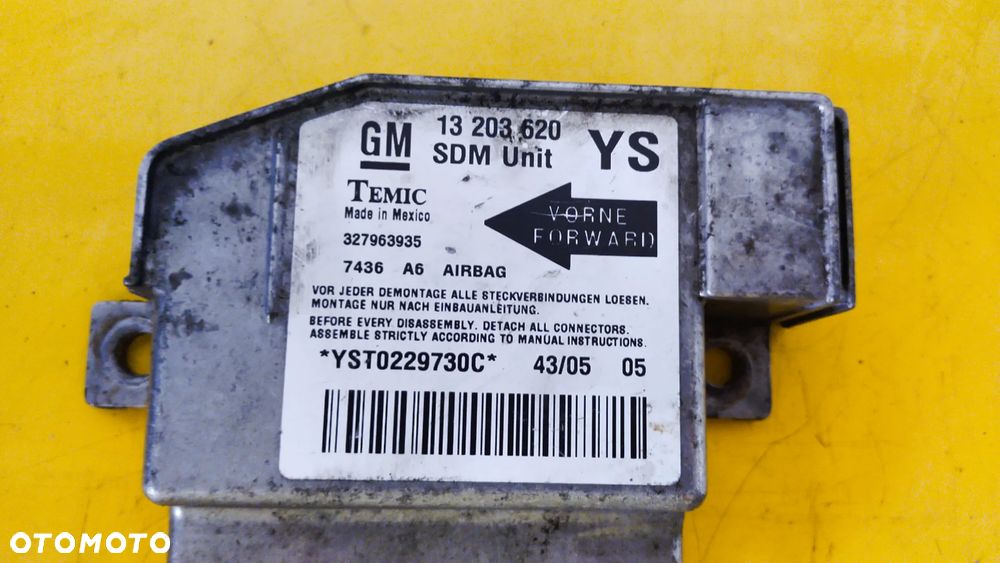 GM 13 203 620 YS
SDM Unit
TEMIC
Made in Mexico
VORNE
FORWARD
327963935
7436 A6 AIRBAG
VOR JEDER DEMONTAGE ALLE STECKVERBINDUNGEN LOESEN.
MONTAGE NUR NACH EINBAUANLEITUNG.
BEFORE EVERY DISASSEMBLY. DETACH ALL CONNECTORS.
ASSEMBLE STRICTLY ACCORDING TO MANUAL INSTRUCTIONS.
*YST0229730C* 43/05 05
OTOMOTO